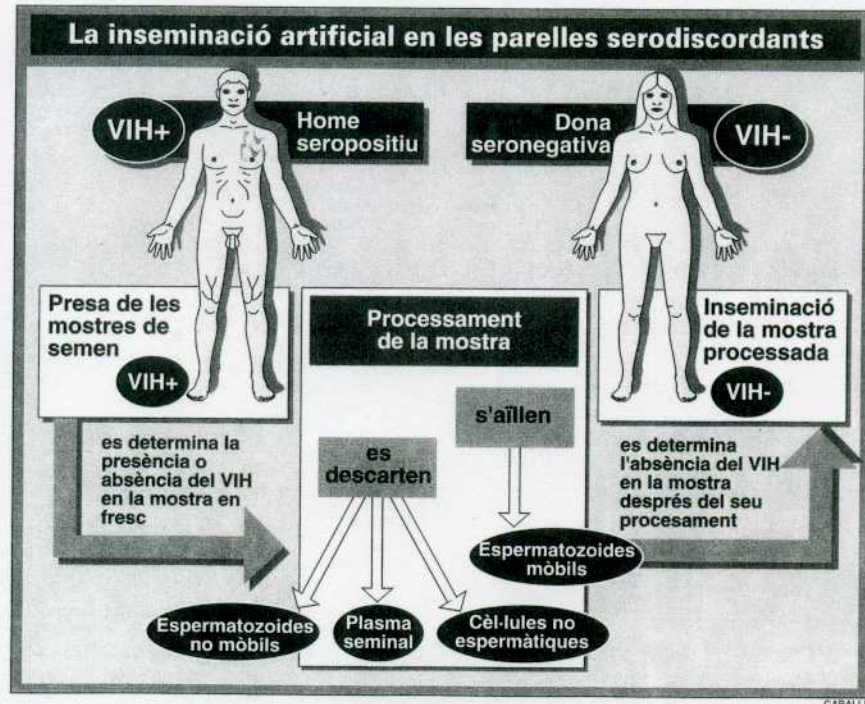 La inseminació artificial en les parelles serodiscordants
VIH+
Home
seropositiu
Dona
seronegativa
VIH-
Presa de les
mostres de
semen
VIH+
Processament
de la mostra
Inseminació
de la mostra
processada
VIH-
es determina la
presència o
absència del VIH
en la mostra en
fresc
es
descarten
s'aïllen
es determina
l'absència del VIH
en la mostra
després del seu
procesament
Espermatozoides
mòbils
Espermatozoides
no mòbils
Plasma
seminal
Cèl·lules no
espermàtiques